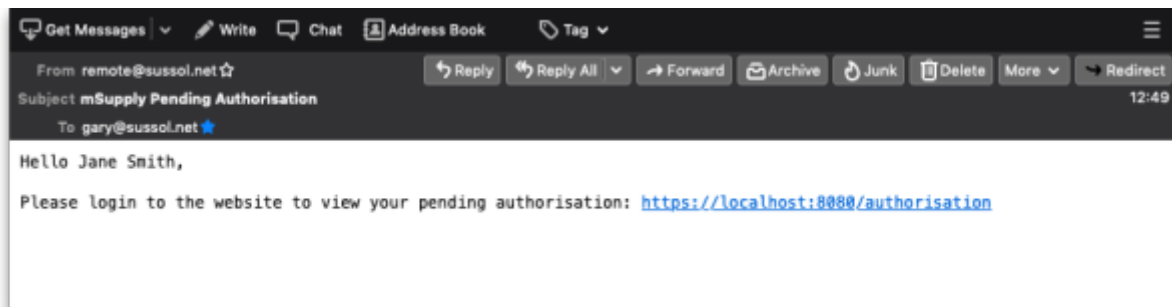 Get Messages Write Chat Address Book Tag
From remote@sussol.net Reply Reply All Forward Archive Junk Delete More Redirect
Subject mSupply Pending Authorisation 12:49
To gary@sussol.net
Hello Jane Smith,
Please login to the website to view your pending authorisation: https://localhost:8080/authorisation